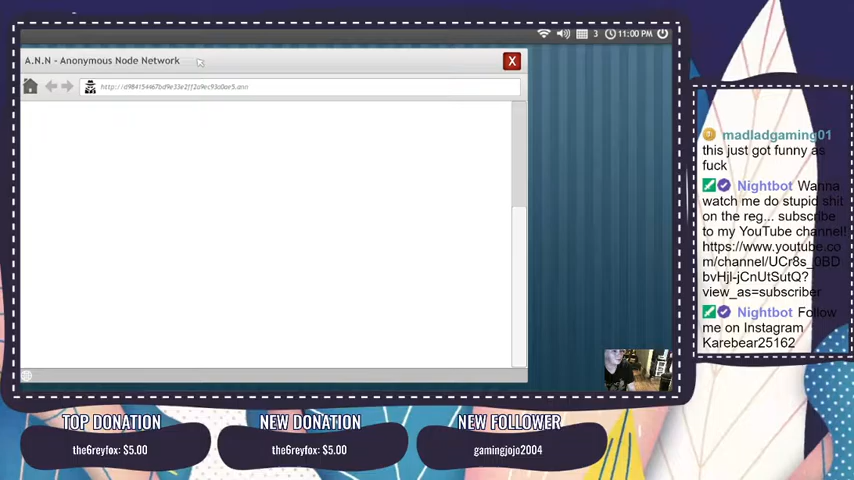 3 11:00 PM
A.N.N - Anonymous Node Network
X
madladgaming01
this just got funny as
fuck
Nightbot Wanna
watch me do stupid shit
on the reg... subscribe
to my YouTube channel!
https://www.youtube.co
m/channel/UCr8s_0BD
bvHjl-jCnUtSutQ?
view_as=subscriber
Nightbot Follow
me on Instagram
Karebear25162
TOP DONATION
the6reyfox: $5.00
NEW DONATION
the6reyfox: $5.00
NEW FOLLOWER
gamingjojo2004